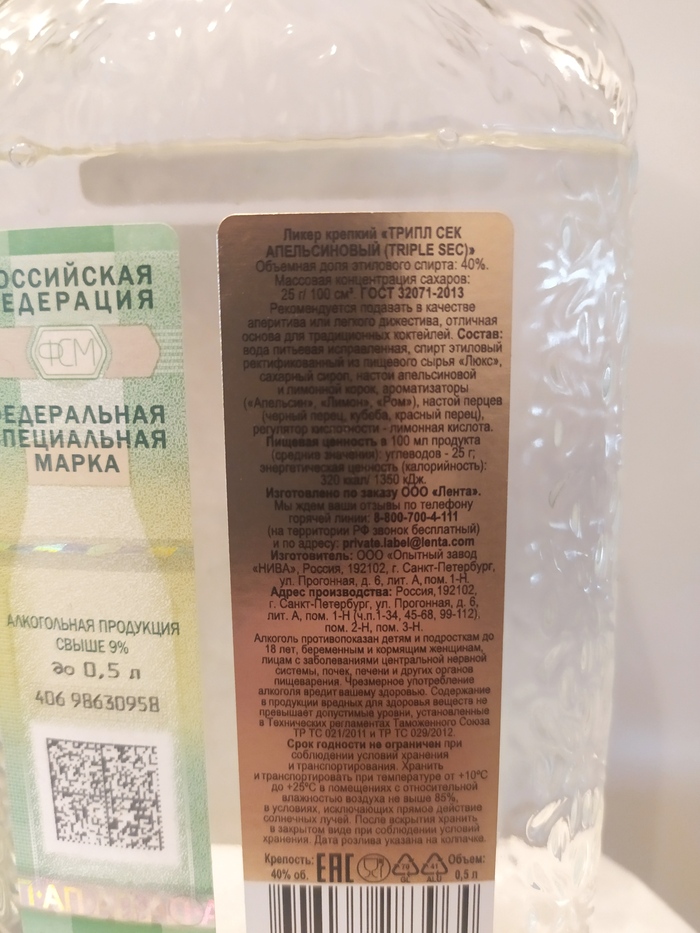 ОССИЙСКАЯ
ЕДЕРАЦИЯ
ФСМ
ФЕДЕРАЛЬНАЯ
СПЕЦИАЛЬНАЯ
МАРКА
АЛКОГОЛЬНАЯ ПРОДУКЦИЯ
СВЫШЕ 9%
до 0,5 л
406 98630958
Ликер крепкий «ТРИПЛ СЕК
АПЕЛЬСИНОВЫЙ (TRIPLE SEC)»
Объемная доля этилового спирта: 40%.
Массовая концентрация сахаров:
25 г/ 100 см³. ГОСТ 32071-2013
Рекомендуется подавать в качестве
аперитива или легкого дижестива, отличная
основа для традиционных коктейлей. Состав:
вода питьевая исправленная, спирт этиловый
ректификованный из пищевого сырья «Люкс»,
сахарный сироп, настои апельсиновой
и лимонной корок, ароматизаторы
(«Апельсин», «Лимон», «Ром»), настой перцев
(черный перец, кубеба, красный перец),
регулятор кислотности - лимонная кислота.
Пищевая ценность в 100 мл продукта
(средние значения): углеводов - 25 г;
энергетическая ценность (калорийность):
320 ккал/ 1350 кДж.
Изготовлено по заказу ООО «Лента».
Мы ждем ваши отзывы по телефону
горячей линии: 8-800-700-4-111
(на территории РФ звонок бесплатный)
и по адресу: private.label@lenta.com
Изготовитель: ООО «Опытный завод
«НИВА», Россия, 192102, г. Санкт-Петербург,
ул. Прогонная, д. 6, лит. А, пом. 1-Н.
Адрес производства: Россия,192102,
г. Санкт-Петербург, ул. Прогонная, д. 6,
лит. А, пом. 1-Н (ч.п.1-34, 45-68, 99-112),
пом. 2-Н, пом. 3-Н.
Алкоголь противопоказан детям и подросткам до
18 лет, беременным и кормящим женщинам,
лицам с заболеваниями центральной нервной
системы, почек, печени и других органов
пищеварения. Чрезмерное употребление
алкоголя вредит вашему здоровью. Содержание
в продукции вредных для здоровья веществ не
превышает допустимые уровни, установленные
в Технических регламентах Таможенного Союза
ТР ТС 021/2011 и ТР ТС 029/2012.
Срок годности не ограничен при
соблюдении условий хранения
и транспортирования. Хранить
и транспортировать при температуре от +10°С
до +25°С в помещениях с относительной
влажностью воздуха не выше 85%,
в условиях, исключающих прямое действие
солнечных лучей. После вскрытия хранить
в закрытом виде при соблюдении условий
хранения. Дата розлива указана на колпачке.
Крепость: EAC 70 41 Объем:
40% об. GL ALU 0,5 л